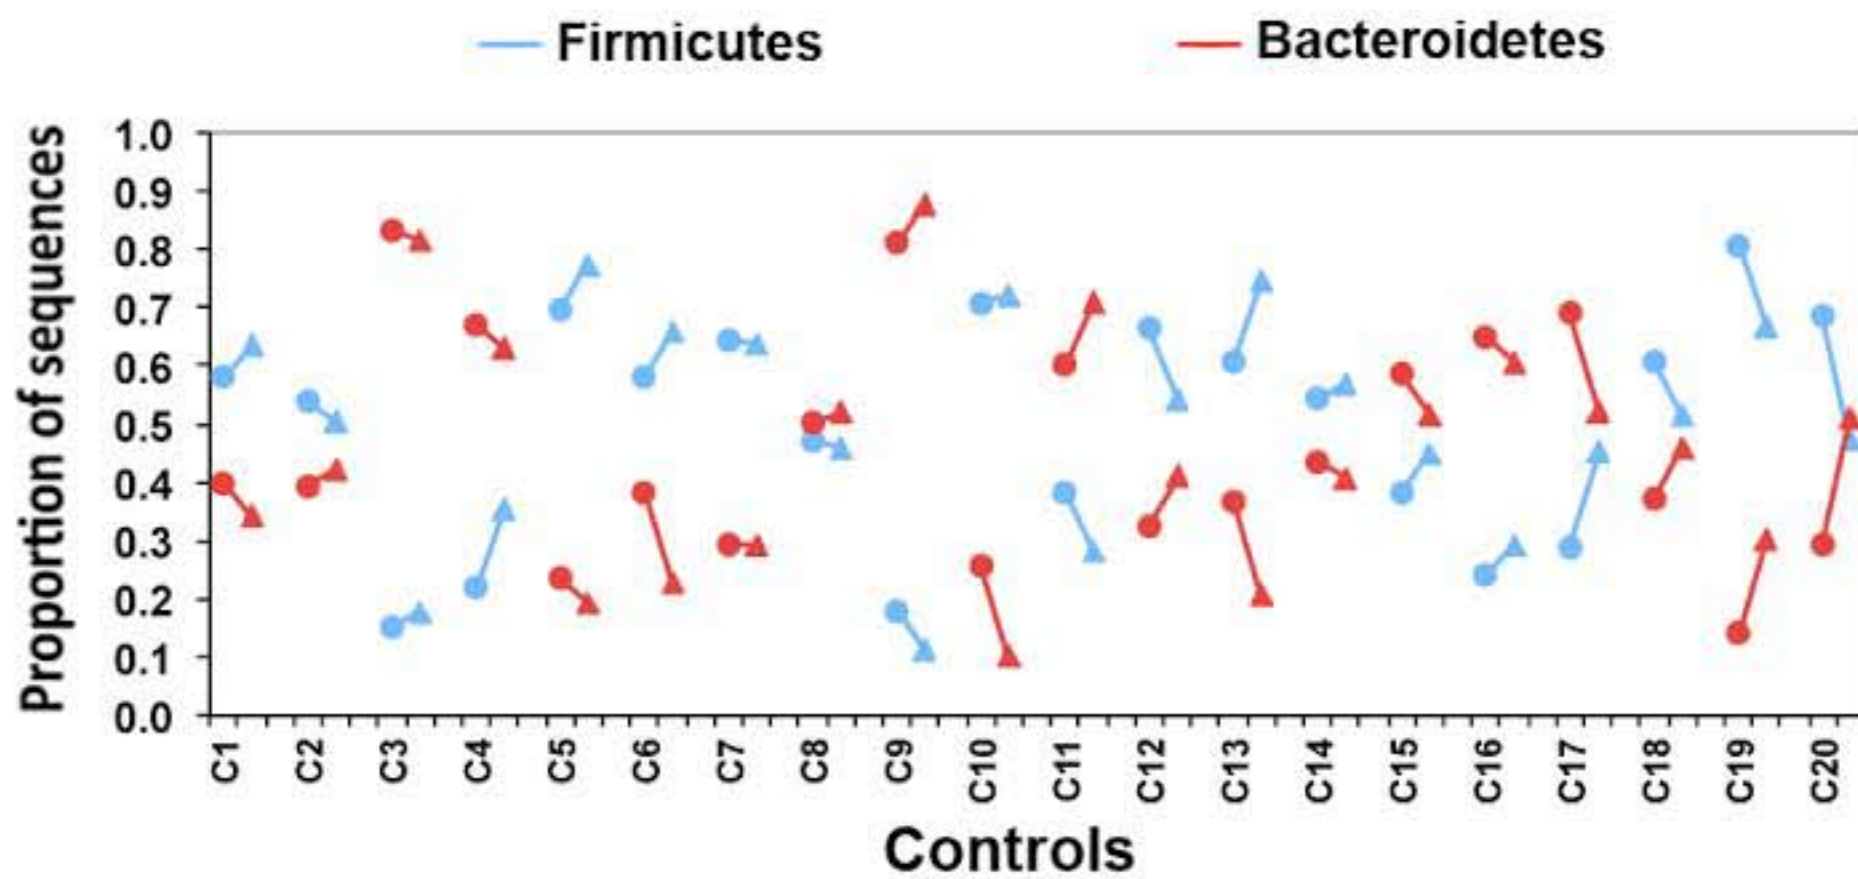 Firmicutes
Bacteroidetes
Proportion of sequences
1.0
0.9
0.8
0.7
0.6
0.5
0.4
0.3
0.2
0.1
0.0
C1
C2
C3
C4
C5
C6
C7
C8
C9
C10
C11
C12
C13
C14
C15
C16
C17
C18
C19
C20
Controls